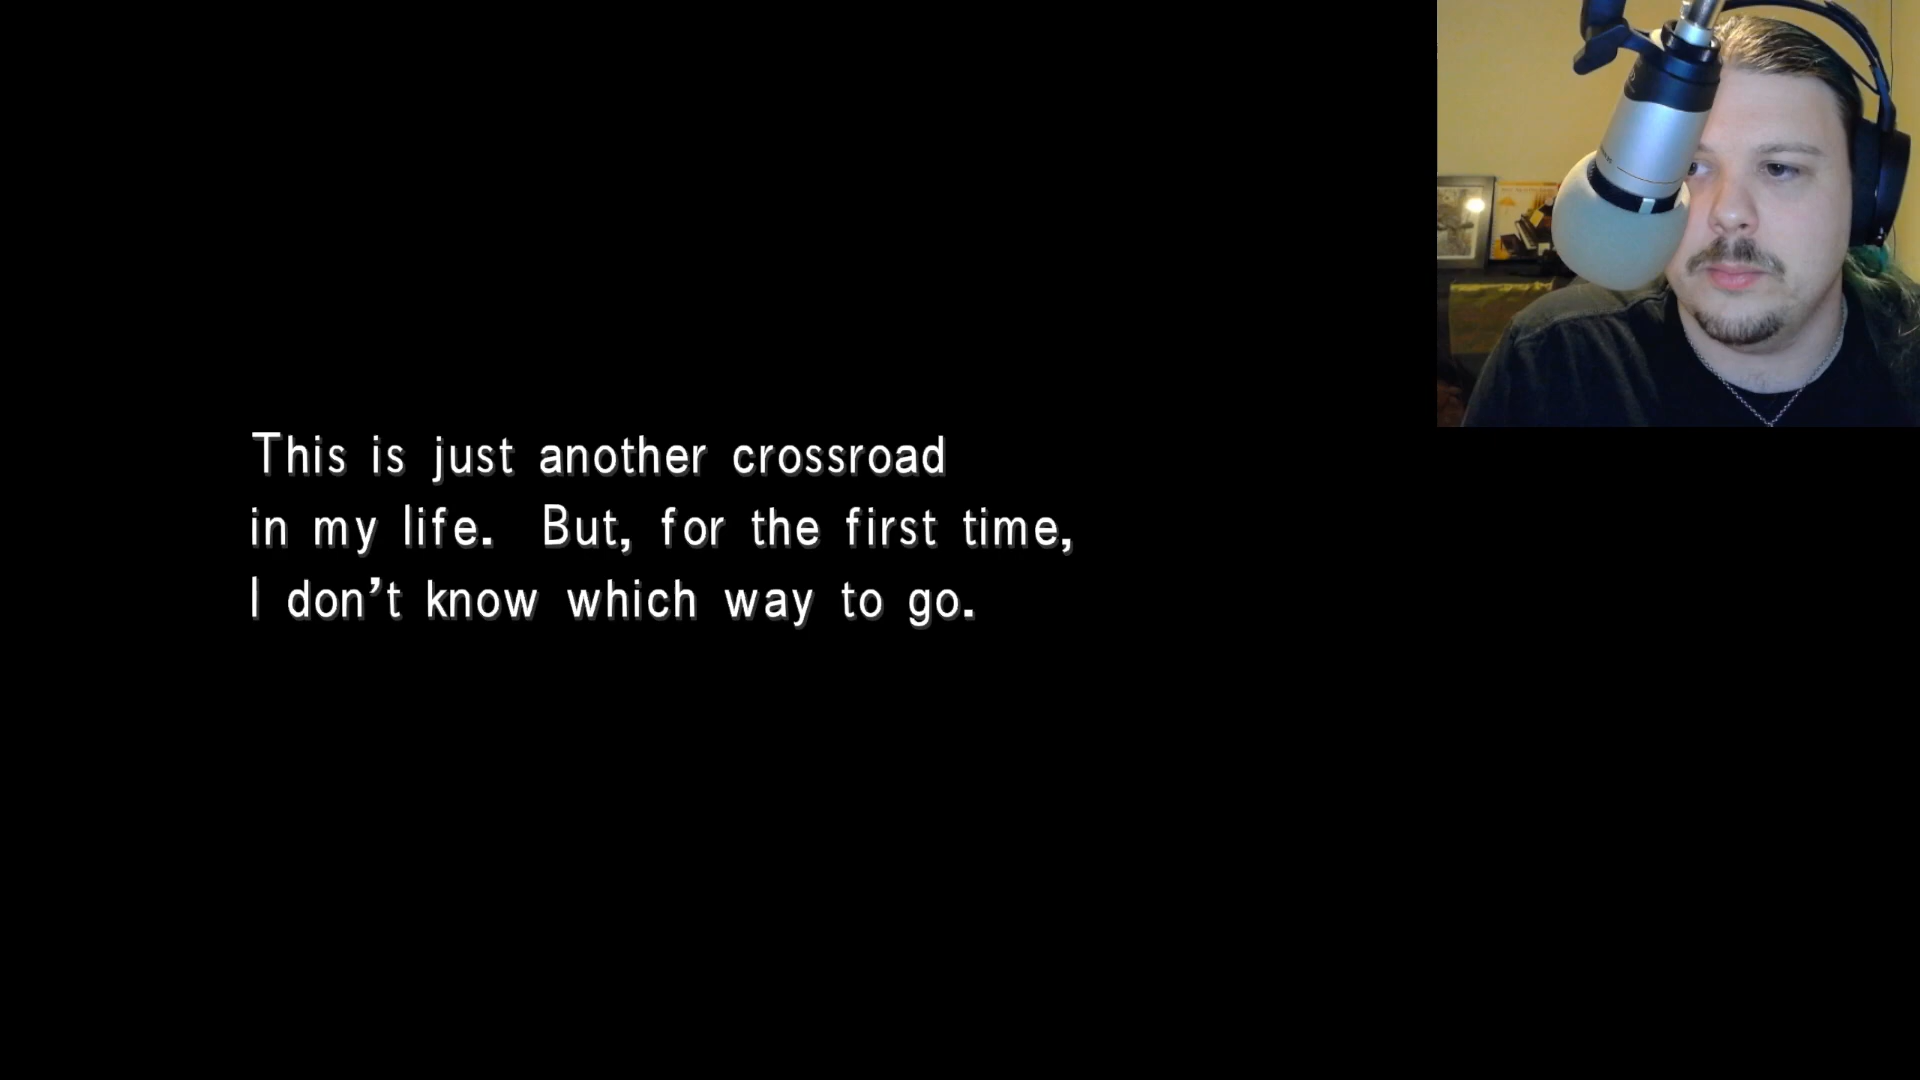 This is just another crossroad
in my life.  But, for the first time,
I don't know which way to go.